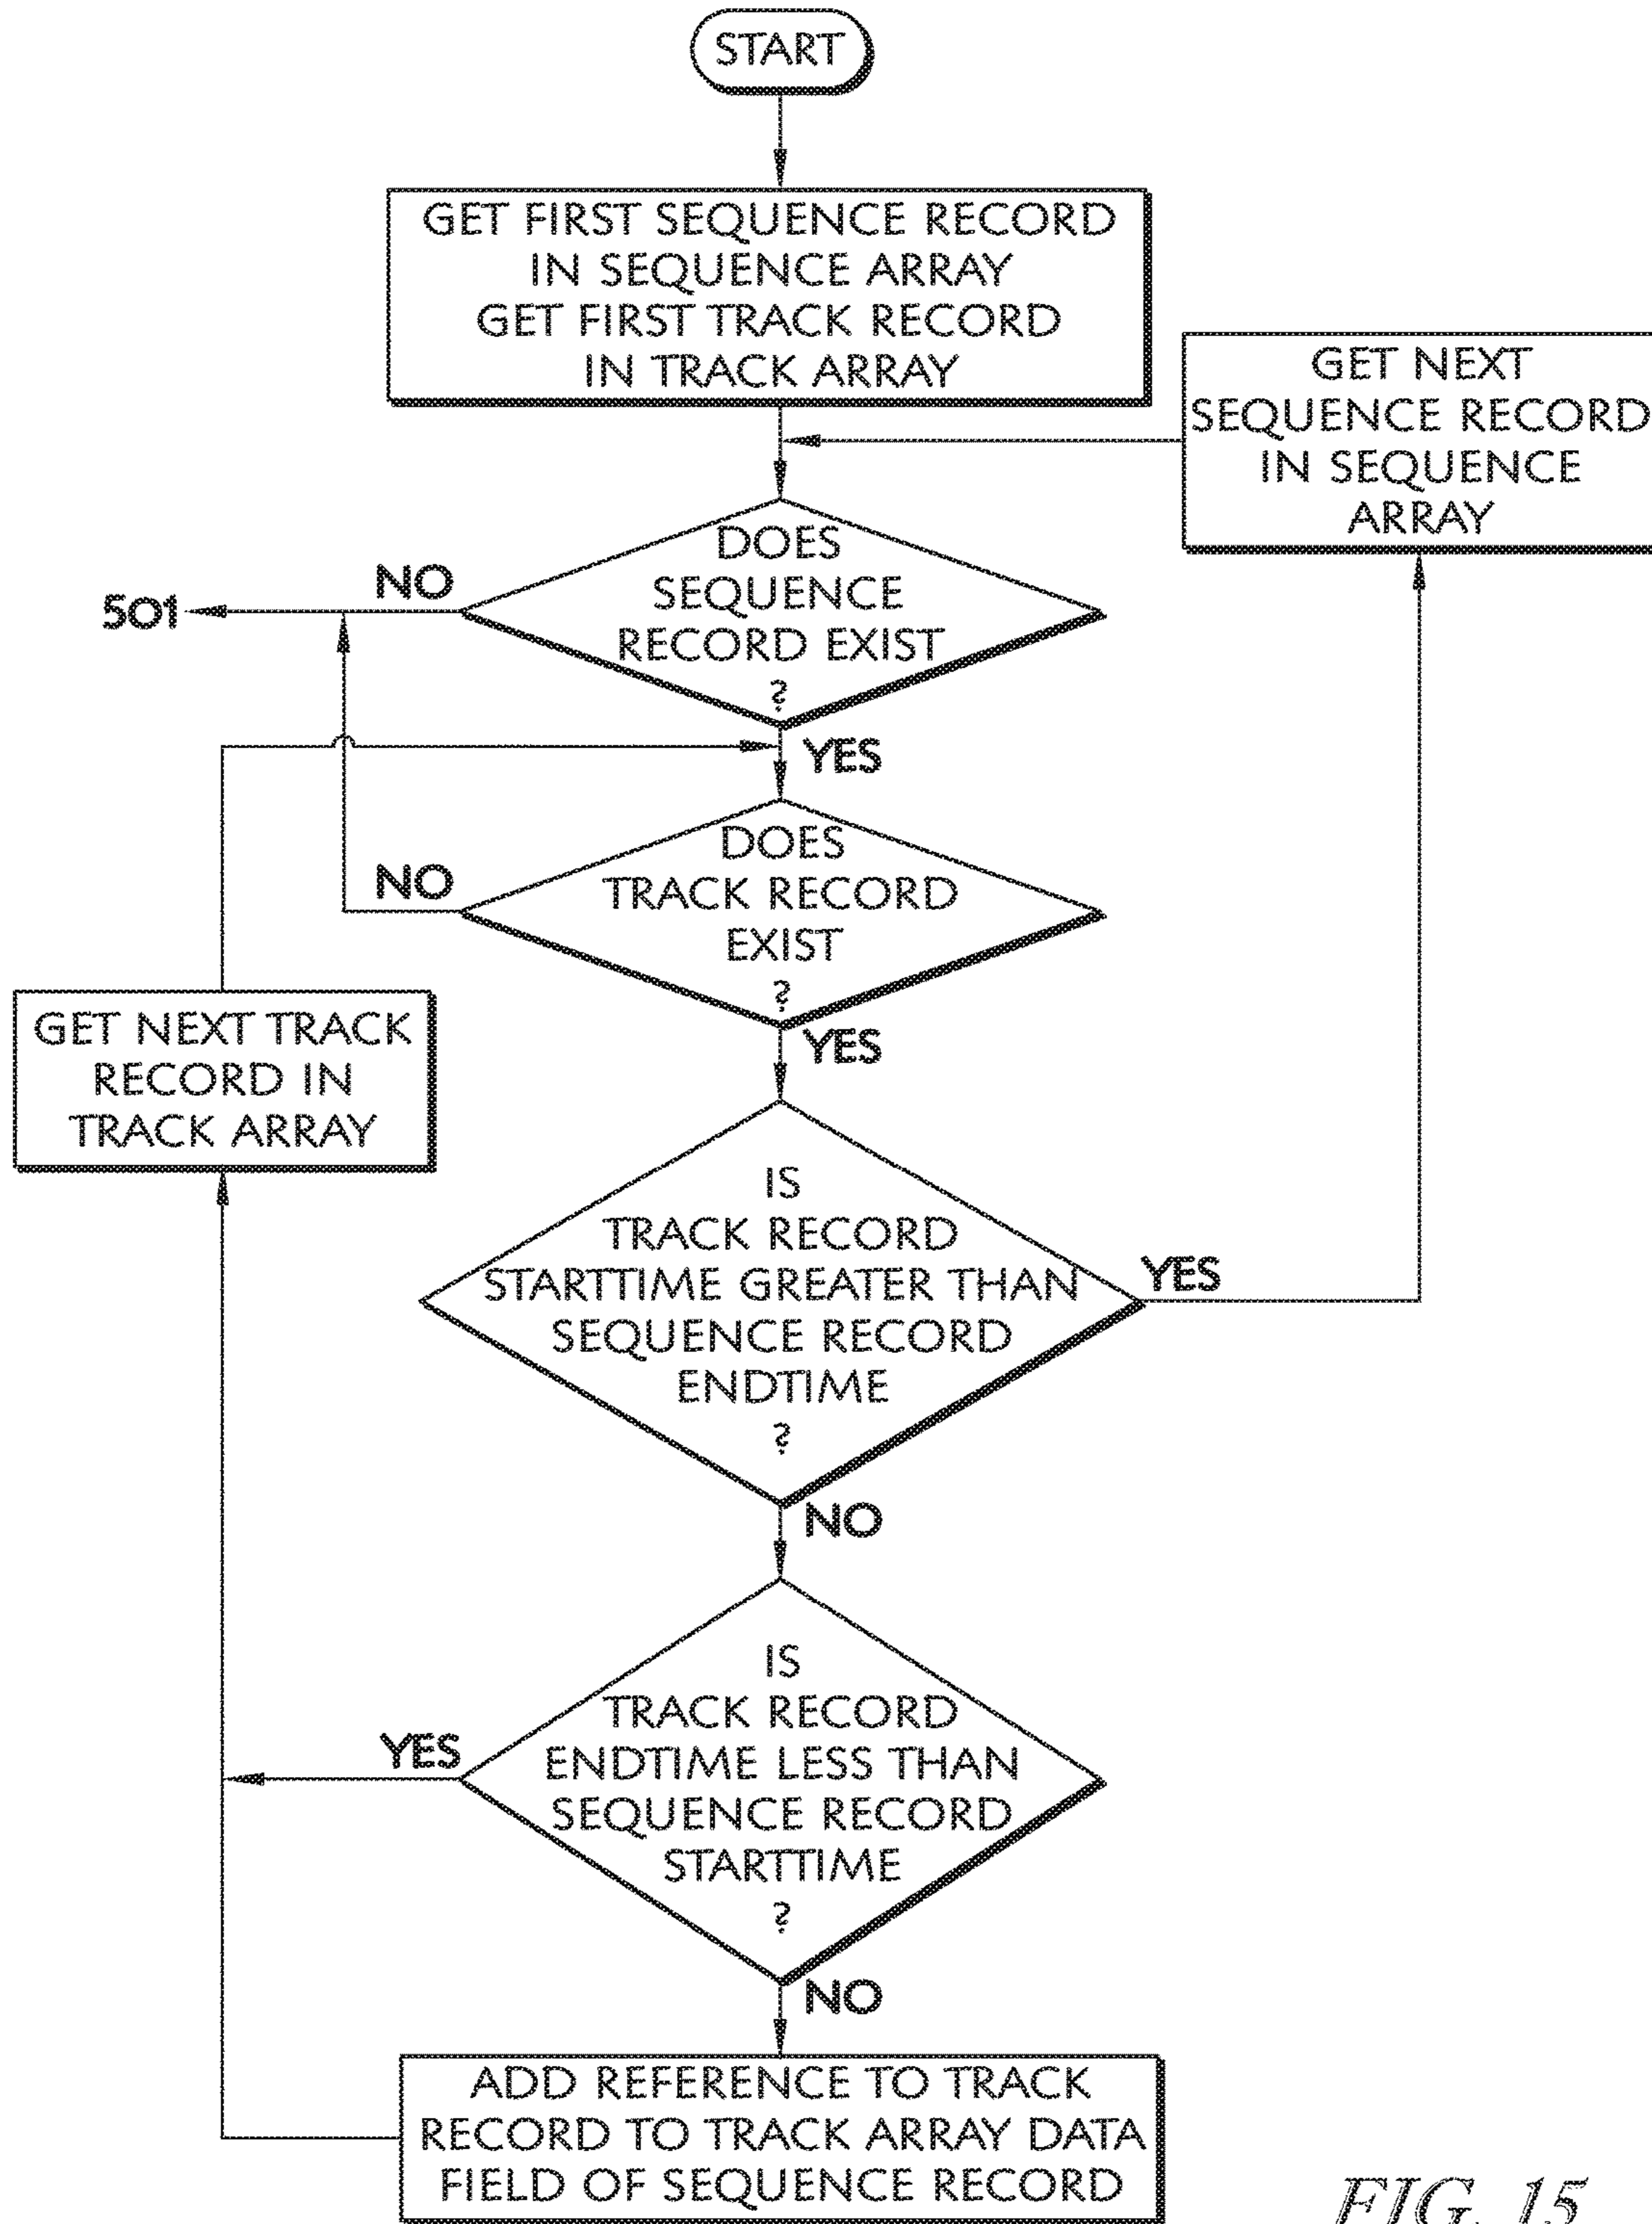 START
GET FIRST SEQUENCE RECORD
IN SEQUENCE ARRAY
GET FIRST TRACK RECORD
IN TRACK ARRAY
GET NEXT
SEQUENCE RECORD
IN SEQUENCE
ARRAY
DOES
SEQUENCE
RECORD EXIST
?
NO
501
YES
DOES
TRACK RECORD
EXIST
?
NO
YES
GET NEXT TRACK
RECORD IN
TRACK ARRAY
IS
TRACK RECORD
STARTTIME GREATER THAN
SEQUENCE RECORD
ENDTIME
?
YES
NO
IS
TRACK RECORD
ENDTIME LESS THAN
SEQUENCE RECORD
STARTTIME
?
YES
NO
ADD REFERENCE TO TRACK
RECORD TO TRACK ARRAY DATA
FIELD OF SEQUENCE RECORD
FIG. 15